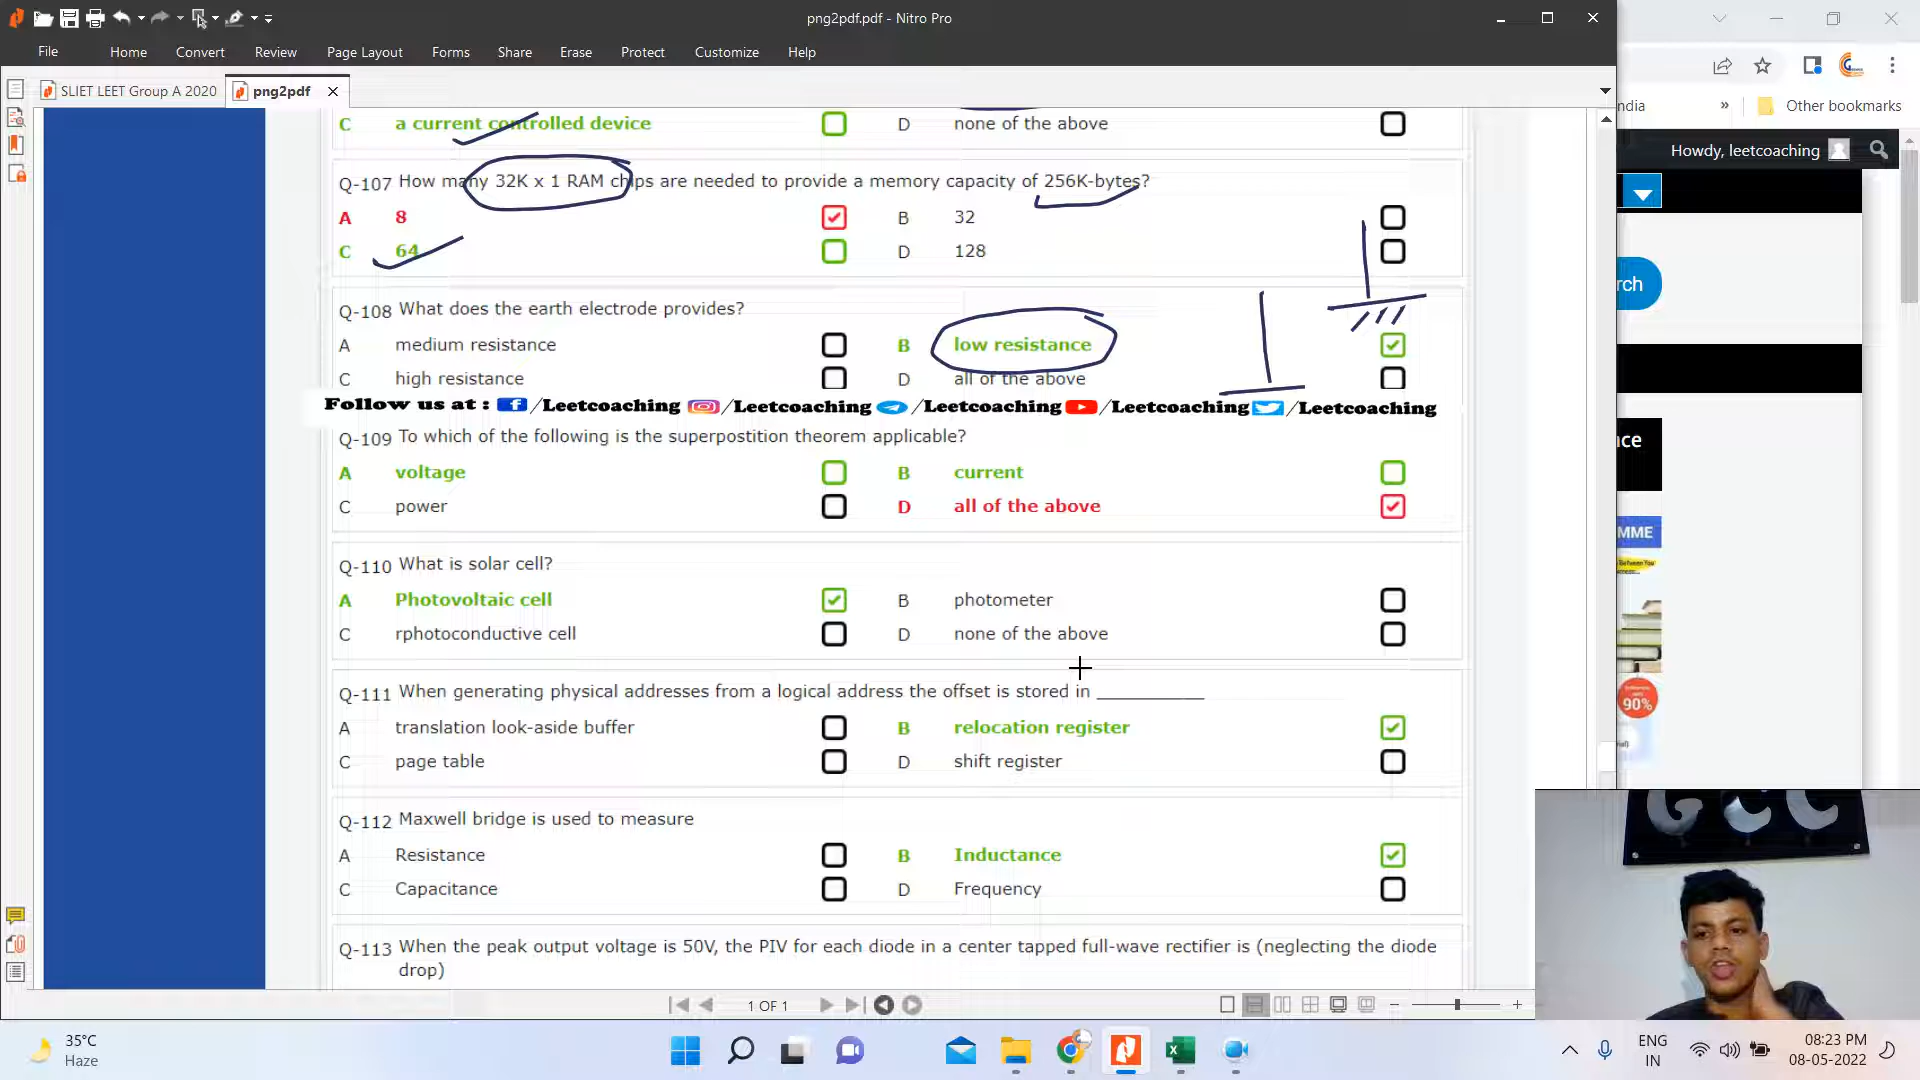 png2pdf.pdf - Nitro Pro
File Home Convert Review Page Layout Forms Share Erase Protect Customize Help
SLIET LEET Group A 2020 png2pdf
ndia » Other bookmarks
Howdy, leetcoaching
C a current controlled device D none of the above
Q-107 How many 32K x 1 RAM chips are needed to provide a memory capacity of 256K-bytes?
A 8 B 32
C 64 D 128
rch
Q-108 What does the earth electrode provides?
A medium resistance B low resistance
C high resistance D all of the above
Follow us at : /Leetcoaching /Leetcoaching /Leetcoaching /Leetcoaching /Leetcoaching
Q-109 To which of the following is the superpostition theorem applicable?
nce
A voltage B current
C power D all of the above
MME
Q-110 What is solar cell?
A Photovoltaic cell B photometer
C rphotoconductive cell D none of the above
Q-111 When generating physical addresses from a logical address the offset is stored in __________
90%
A translation look-aside buffer B relocation register
C page table D shift register
Q-112 Maxwell bridge is used to measure
GCC
A Resistance B Inductance
C Capacitance D Frequency
Q-113 When the peak output voltage is 50V, the PIV for each diode in a center tapped full-wave rectifier is (neglecting the diode
drop)
1 OF 1
35°C
Haze
ENG
IN
08:23 PM
08-05-2022